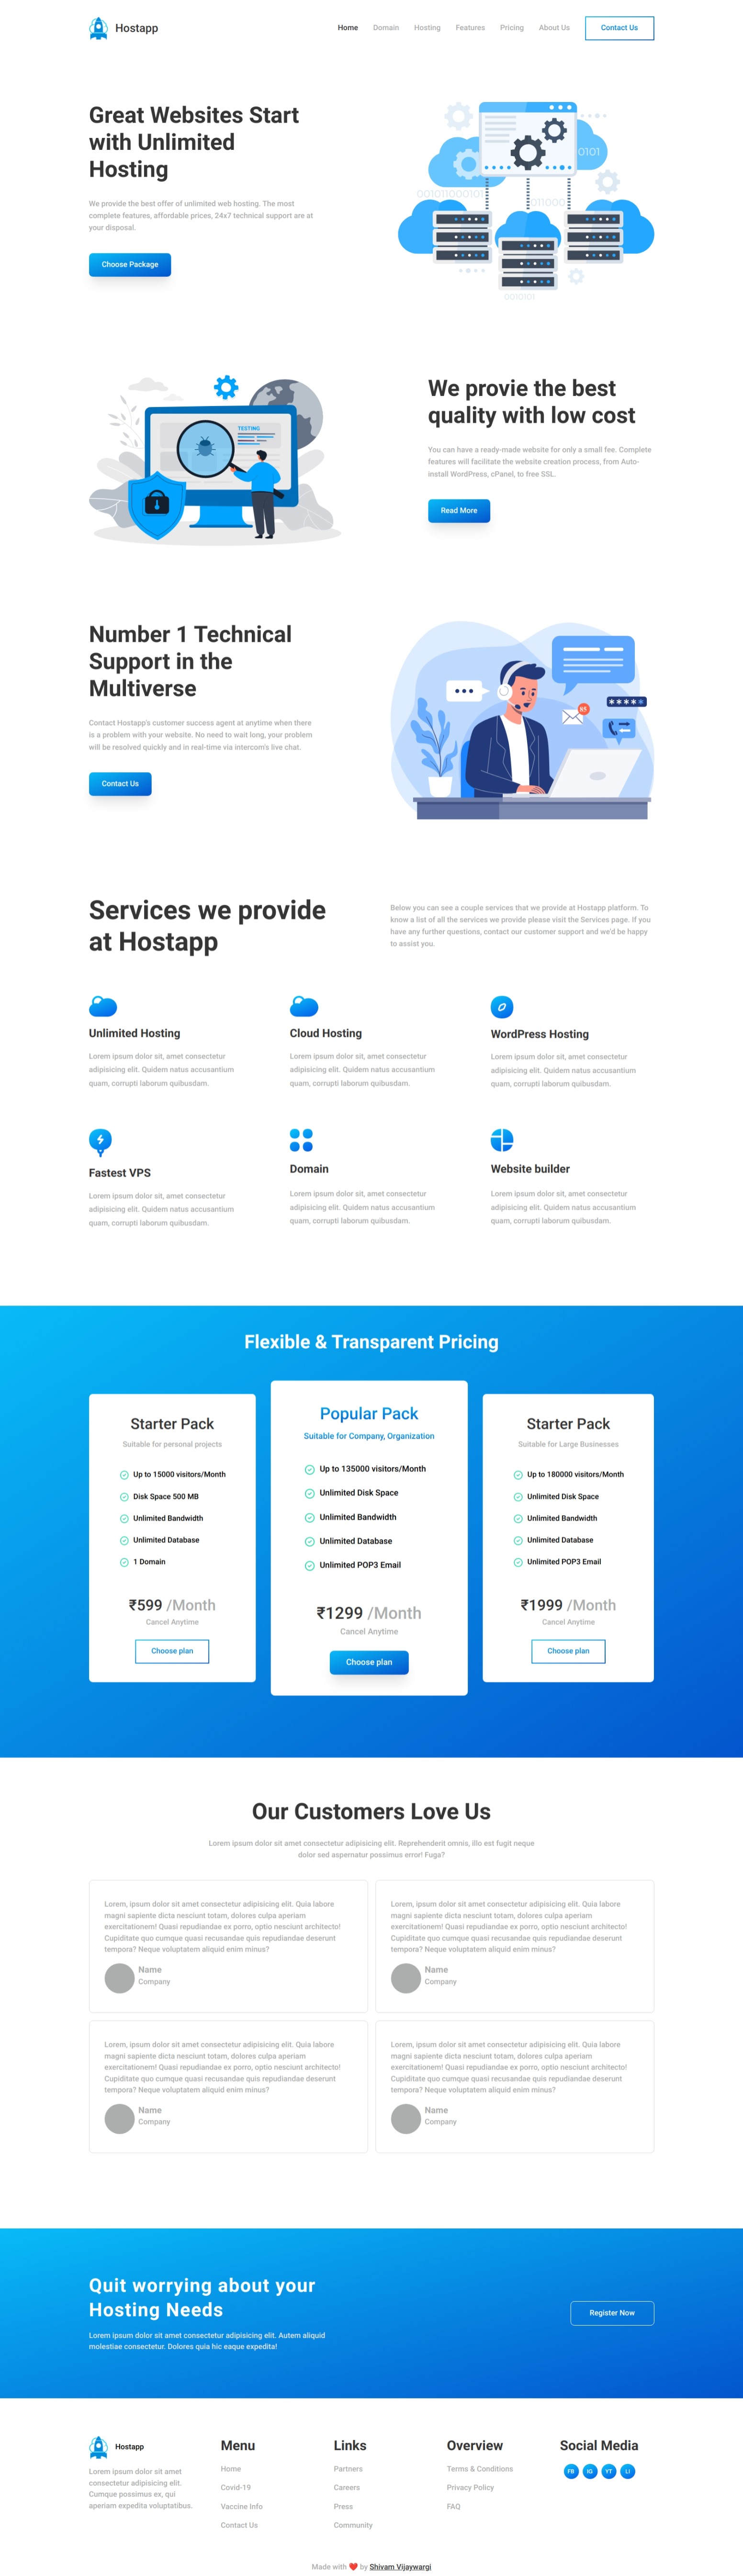 Hostapp
Home Domain Hosting Features Pricing About Us Contact Us
Great Websites Start
with Unlimited
Hosting
We provide the best offer of unlimited web hosting. The most
complete features, affordable prices, 24x7 technical support are at
your disposal.
Choose Package
0101
001011000101
011000
0010101
TESTING
We provie the best
quality with low cost
You can have a ready-made website for only a small fee. Complete
features will facilitate the website creation process, from Auto-
install WordPress, cPanel, to free SSL.
Read More
Number 1 Technical
Support in the
Multiverse
Contact Hostapp's customer success agent at anytime when there
is a problem with your website. No need to wait long, your problem
will be resolved quickly and in real-time via intercom's live chat.
Contact Us
85
****
Services we provide
at Hostapp
Below you can see a couple services that we provide at Hostapp platform. To
know a list of all the services we provide please visit the Services page. If you
have any further questions, contact our customer support and we'd be happy
to assist you.
Unlimited Hosting
Lorem ipsum dolor sit, amet consectetur
adipisicing elit. Quidem natus accusantium
quam, corrupti laborum quibusdam.
Cloud Hosting
Lorem ipsum dolor sit, amet consectetur
adipisicing elit. Quidem natus accusantium
quam, corrupti laborum quibusdam.
WordPress Hosting
Lorem ipsum dolor sit, amet consectetur
adipisicing elit. Quidem natus accusantium
quam, corrupti laborum quibusdam.
Fastest VPS
Lorem ipsum dolor sit, amet consectetur
adipisicing elit. Quidem natus accusantium
quam, corrupti laborum quibusdam.
Domain
Lorem ipsum dolor sit, amet consectetur
adipisicing elit. Quidem natus accusantium
quam, corrupti laborum quibusdam.
Website builder
Lorem ipsum dolor sit, amet consectetur
adipisicing elit. Quidem natus accusantium
quam, corrupti laborum quibusdam.
Flexible & Transparent Pricing
Starter Pack
Suitable for personal projects
Up to 15000 visitors/Month
Disk Space 500 MB
Unlimited Bandwidth
Unlimited Database
1 Domain
₹599 /Month
Cancel Anytime
Choose plan
Popular Pack
Suitable for Company, Organization
Up to 135000 visitors/Month
Unlimited Disk Space
Unlimited Bandwidth
Unlimited Database
Unlimited POP3 Email
₹1299 /Month
Cancel Anytime
Choose plan
Starter Pack
Suitable for Large Businesses
Up to 180000 visitors/Month
Unlimited Disk Space
Unlimited Bandwidth
Unlimited Database
Unlimited POP3 Email
₹1999 /Month
Cancel Anytime
Choose plan
Our Customers Love Us
Lorem ipsum dolor sit amet consectetur adipisicing elit. Reprehenderit omnis, illo est fugit neque
dolor sed aspernatur possimus error! Fuga?
Lorem, ipsum dolor sit amet consectetur adipisicing elit. Quia labore
magni sapiente dicta nesciunt totam, dolores culpa aperiam
exercitationem! Quasi repudiandae ex porro, optio nesciunt architecto!
Cupiditate quo cumque quasi recusandae quis repudiandae deserunt
tempora? Neque voluptatem aliquid enim minus?
Name
Company
Lorem, ipsum dolor sit amet consectetur adipisicing elit. Quia labore
magni sapiente dicta nesciunt totam, dolores culpa aperiam
exercitationem! Quasi repudiandae ex porro, optio nesciunt architecto!
Cupiditate quo cumque quasi recusandae quis repudiandae deserunt
tempora? Neque voluptatem aliquid enim minus?
Name
Company
Lorem, ipsum dolor sit amet consectetur adipisicing elit. Quia labore
magni sapiente dicta nesciunt totam, dolores culpa aperiam
exercitationem! Quasi repudiandae ex porro, optio nesciunt architecto!
Cupiditate quo cumque quasi recusandae quis repudiandae deserunt
tempora? Neque voluptatem aliquid enim minus?
Name
Company
Lorem, ipsum dolor sit amet consectetur adipisicing elit. Quia labore
magni sapiente dicta nesciunt totam, dolores culpa aperiam
exercitationem! Quasi repudiandae ex porro, optio nesciunt architecto!
Cupiditate quo cumque quasi recusandae quis repudiandae deserunt
tempora? Neque voluptatem aliquid enim minus?
Name
Company
Quit worrying about your
Hosting Needs
Lorem ipsum dolor sit amet consectetur adipisicing elit. Autem aliquid
molestiae consectetur. Dolores quia hic eaque expedita!
Register Now
Hostapp
Lorem ipsum dolor sit amet
consectetur adipisicing elit.
Cumque possimus ex, qui
aperiam expedita voluptatibus.
Menu
Home
Covid-19
Vaccine Info
Contact Us
Links
Partners
Careers
Press
Community
Overview
Terms & Conditions
Privacy Policy
FAQ
Social Media
FB IG YT LI
Made with ❤️ by Shivam Vijaywargi